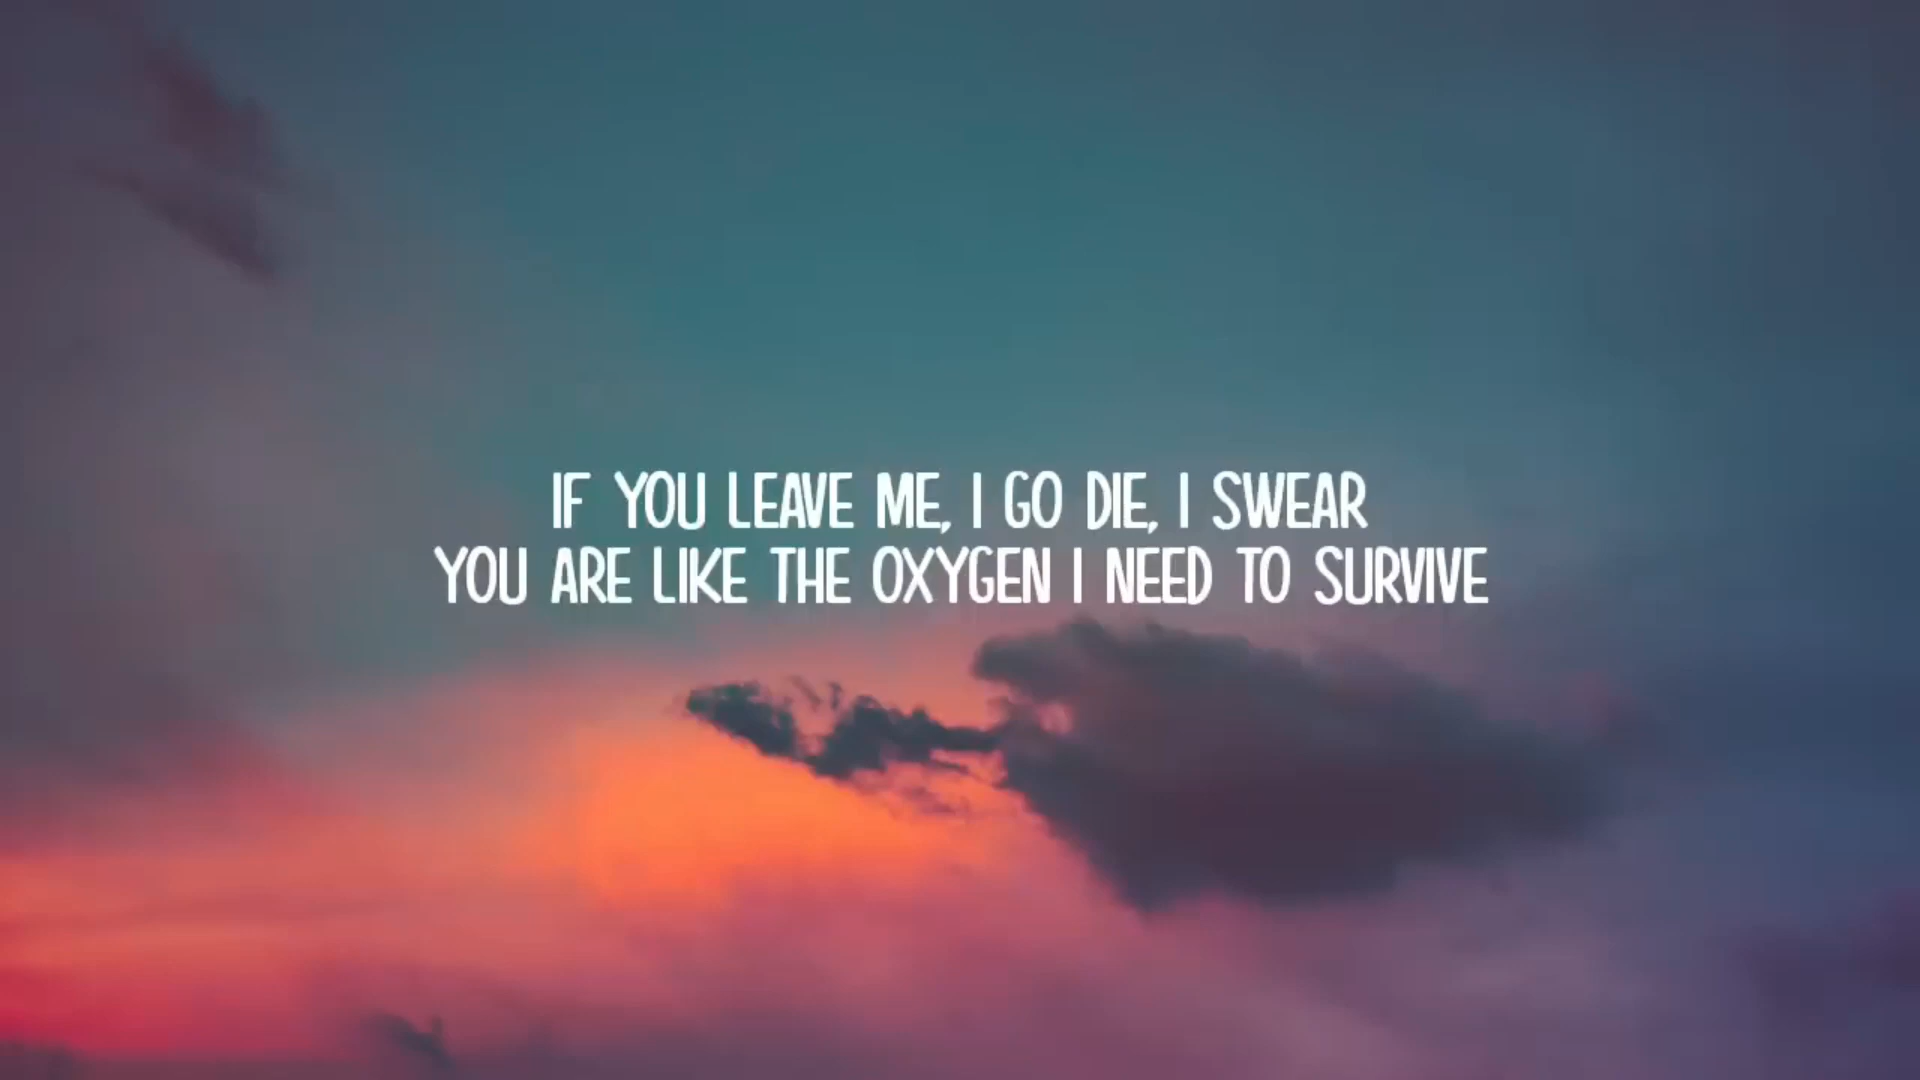 IF YOU LEAVE ME, I GO DIE, I SWEAR
YOU ARE LIKE THE OXYGEN I NEED TO SURVIVE